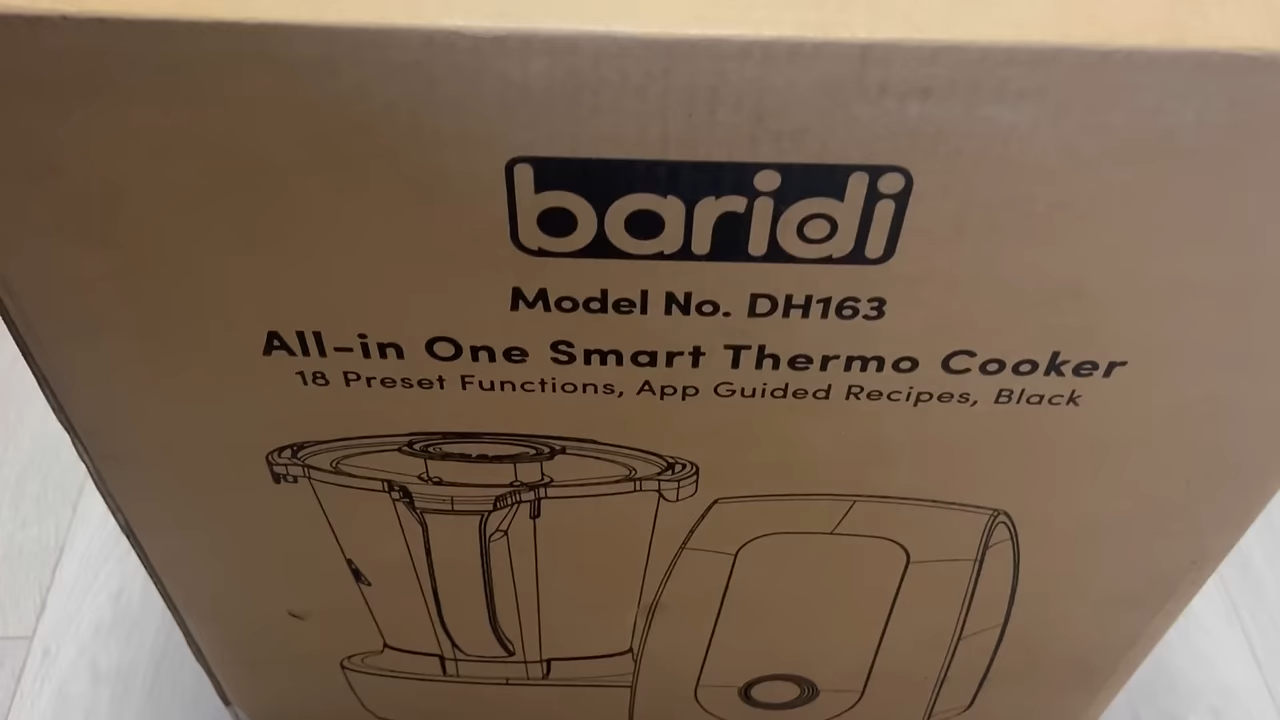 baridi
Model No. DH163
All-in One Smart Thermo Cooker
18 Preset Functions, App Guided Recipes, Black